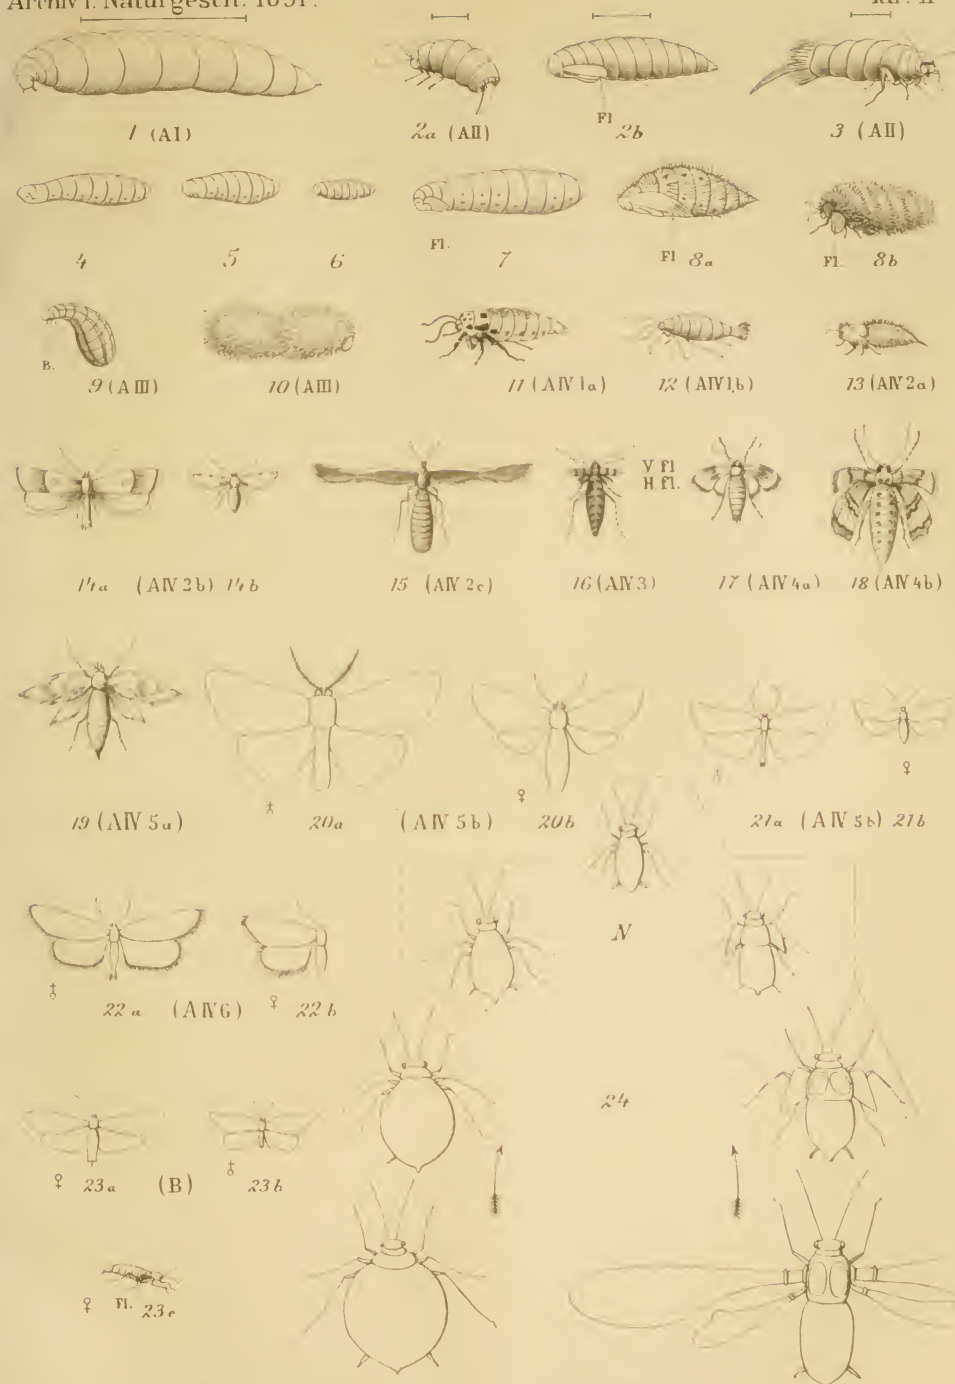 Archiv f. Naturgesch. 1891.
1 (AI) 2a (AII) Fl 2b 3 (AII)
4 5 6 Fl. 7 Fl 8a Fl. 8b
B. 9 (AIII) 10 (AIII) 11 (AIV 1a) 12 (AIV 1.b) 13 (AIV 2a)
V fl
H fl.
14a (AIV 2b) 14b 15 (AIV 2c) 16 (AIV 3) 17 (AIV 4a) 18 (AIV 4b)
♀
19 (AIV 5a) ♂ 20a (AIV 5b) ♀ 20b 21a (AIV 5b) 21b
N
♂ 22a (AIV 6) ♀ 22b
24
♀ 23a (B) ♂ 23b
♀ Fl. 23c